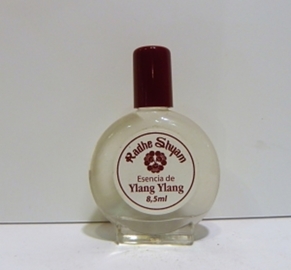 Radhe Shyam
Esencia de
Ylang Ylang
8,5ml